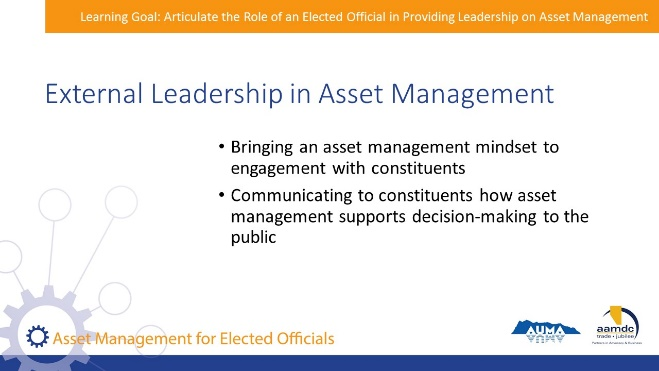 Learning Goal: Articulate the Role of an Elected Official in Providing Leadership on Asset Management
External Leadership in Asset Management
• Bringing an asset management mindset to
engagement with constituents
• Communicating to constituents how asset
management supports decision-making to the
public
Asset Management for Elected Officials
AUMA
aamdc
trade • jubilee